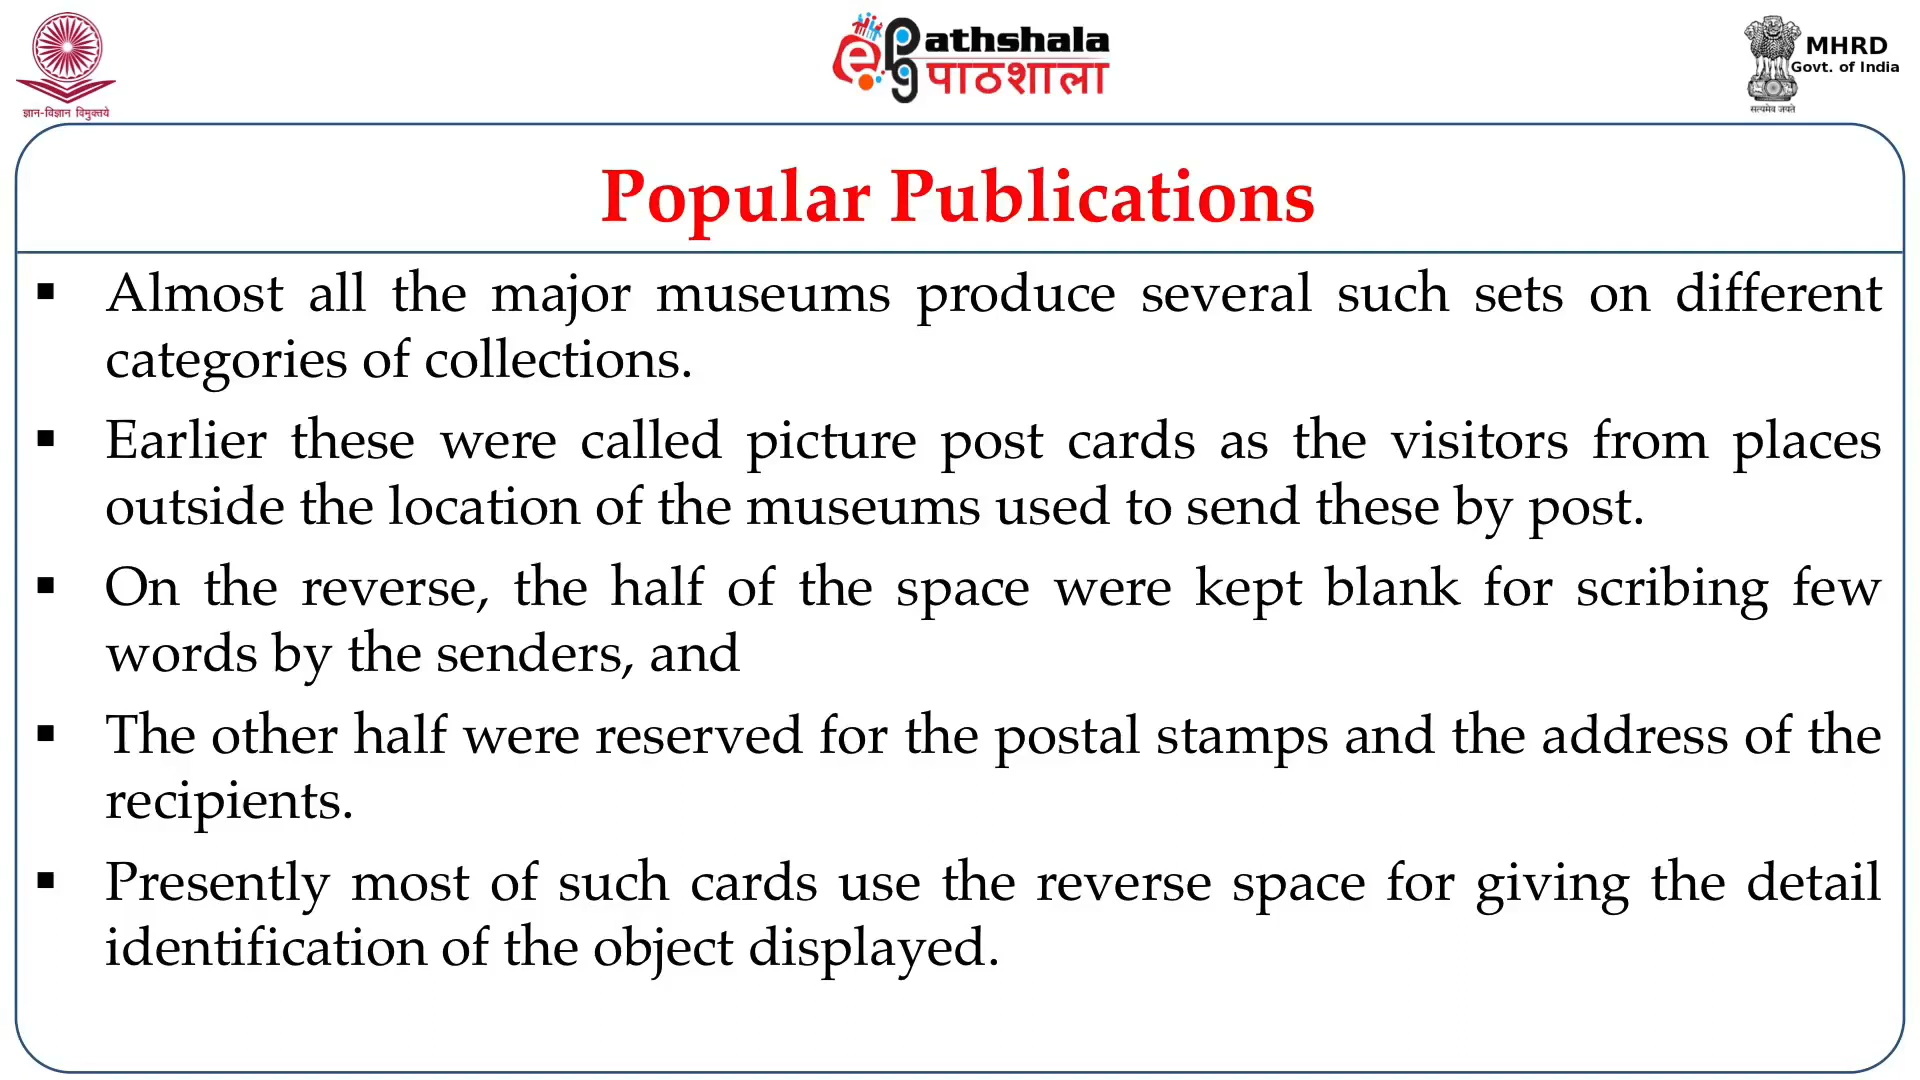 ज्ञान-विज्ञान विमुक्तये
ePg Pathshala
पाठशाला
MHRD
Govt. of India
सत्यमेव जयते
Popular Publications
▪ Almost all the major museums produce several such sets on different
categories of collections.
▪ Earlier these were called picture post cards as the visitors from places
outside the location of the museums used to send these by post.
▪ On the reverse, the half of the space were kept blank for scribing few
words by the senders, and
▪ The other half were reserved for the postal stamps and the address of the
recipients.
▪ Presently most of such cards use the reverse space for giving the detail
identification of the object displayed.